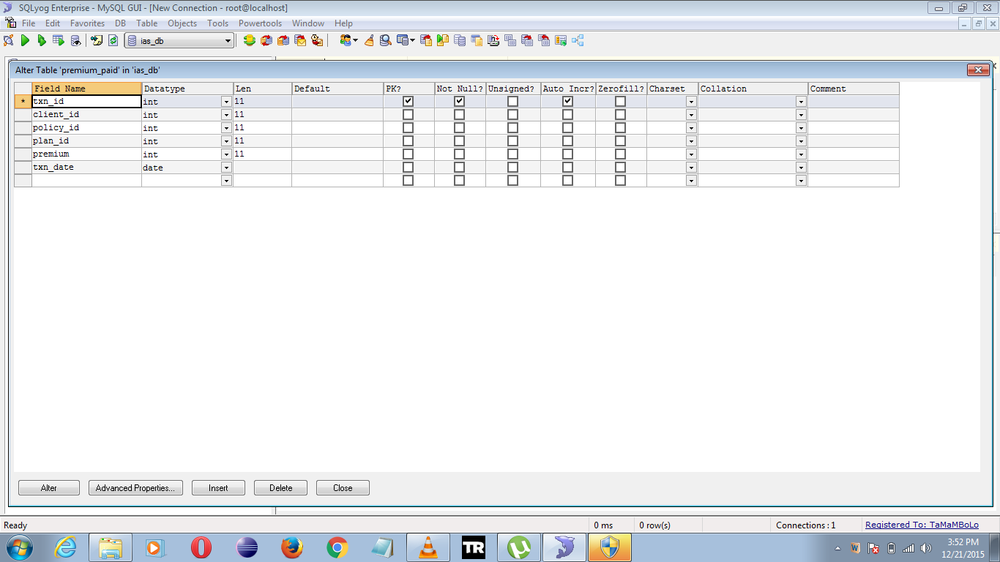 SQLyog Enterprise - MySQL GUI - [New Connection - root@localhost]
File Edit Favorites DB Table Objects Tools Powertools Window Help
ias_db
Alter Table 'premium_paid' in 'ias_db'
Field Name Datatype Len Default PK? Not Null? Unsigned? Auto Incr? Zerofill? Charset Collation Comment
* txn_id int 11
client_id int 11
policy_id int 11
plan_id int 11
premium int 11
txn_date date
Alter Advanced Properties... Insert Delete Close
Ready 0 ms 0 row(s) Connections : 1 Registered To: TaMaMBoLo
TR
3:52 PM
12/21/2015